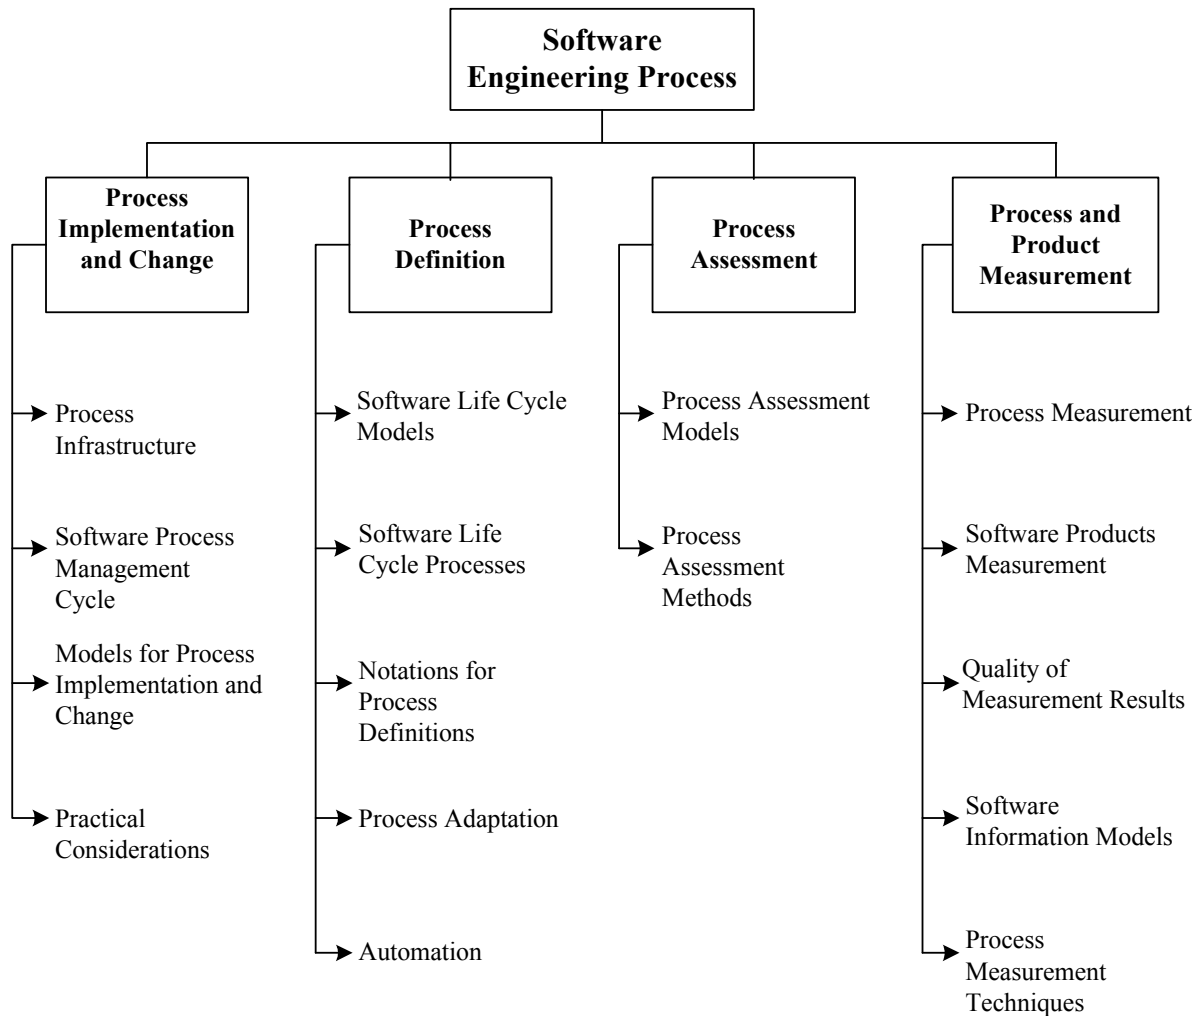 Software
Engineering Process
Process
Implementation
and Change
Process
Infrastructure
Software Process
Management
Cycle
Models for Process
Implementation and
Change
Practical
Considerations
Process
Definition
Software Life Cycle
Models
Software Life
Cycle Processes
Notations for
Process
Definitions
Process Adaptation
Automation
Process
Assessment
Process Assessment
Models
Process
Assessment
Methods
Process and
Product
Measurement
Process Measurement
Software Products
Measurement
Quality of
Measurement Results
Software
Information Models
Process
Measurement
Techniques